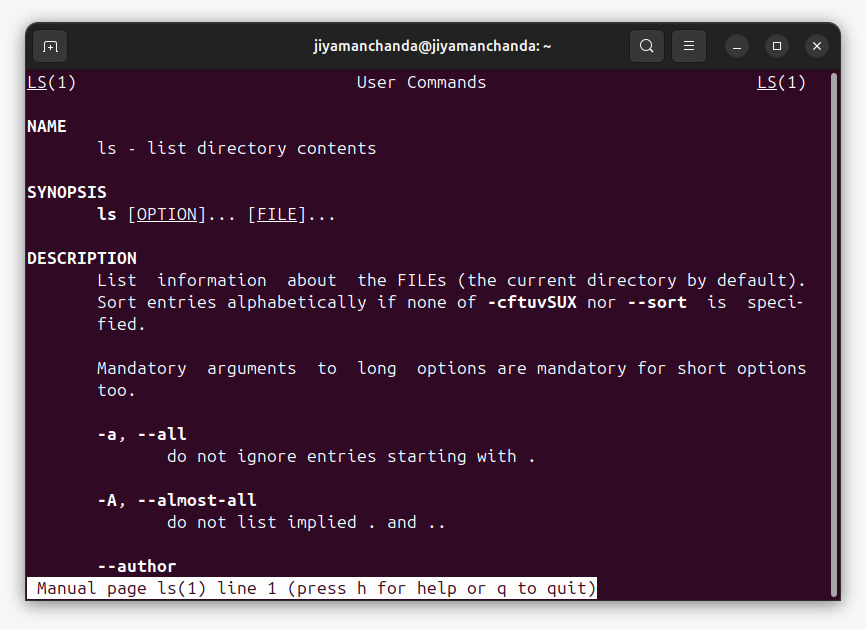 jiyamanchanda@jiyamanchanda: ~
LS(1) User Commands LS(1)
NAME
ls - list directory contents
SYNOPSIS
ls [OPTION]... [FILE]...
DESCRIPTION
List information about the FILEs (the current directory by default).
Sort entries alphabetically if none of -cftuvSUX nor --sort is speci-
fied.
Mandatory arguments to long options are mandatory for short options
too.
-a, --all
do not ignore entries starting with .
-A, --almost-all
do not list implied . and ..
--author
Manual page ls(1) line 1 (press h for help or q to quit)